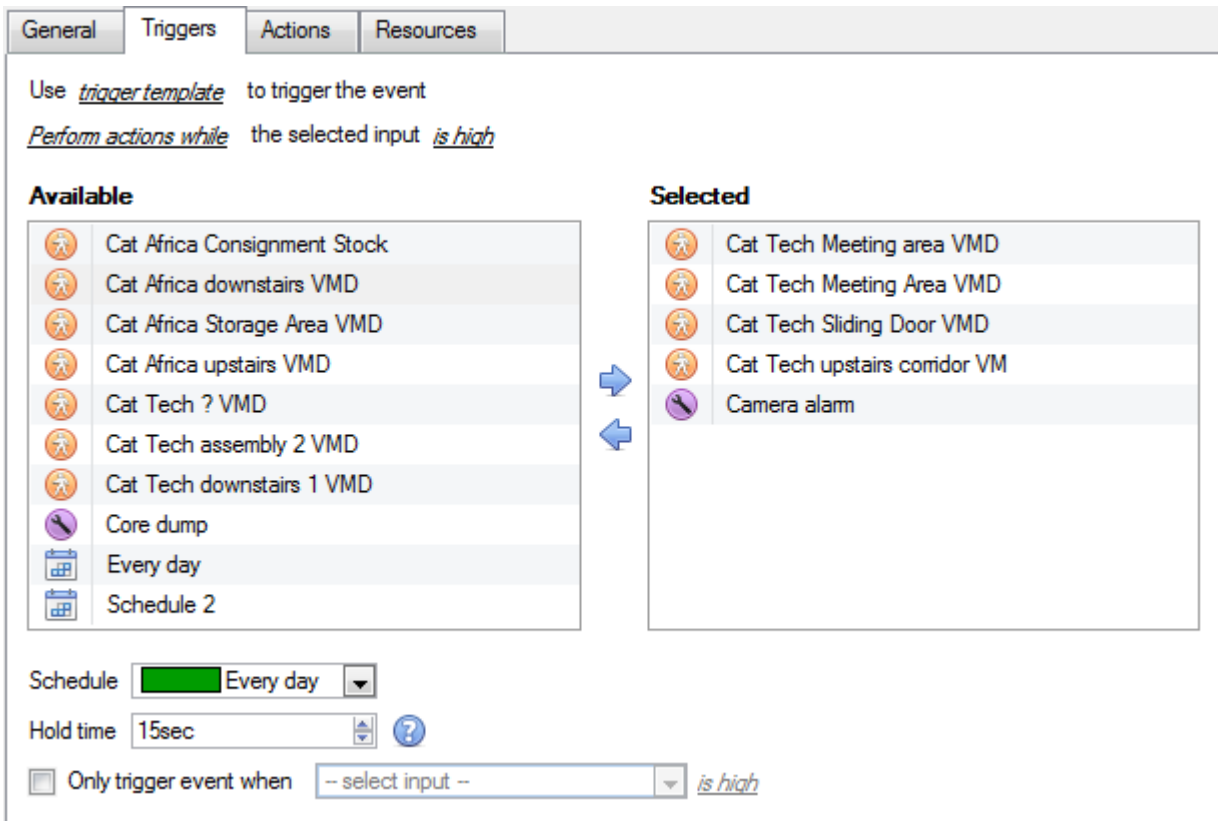 General Triggers Actions Resources
Use trigger template to trigger the event
Perform actions while the selected input is high
Available
Cat Africa Consignment Stock
Cat Africa downstairs VMD
Cat Africa Storage Area VMD
Cat Africa upstairs VMD
Cat Tech ? VMD
Cat Tech assembly 2 VMD
Cat Tech downstairs 1 VMD
Core dump
Every day
Schedule 2
Selected
Cat Tech Meeting area VMD
Cat Tech Meeting Area VMD
Cat Tech Sliding Door VMD
Cat Tech upstairs corridor VM
Camera alarm
Schedule Every day
Hold time 15sec ?
Only trigger event when -- select input -- is high